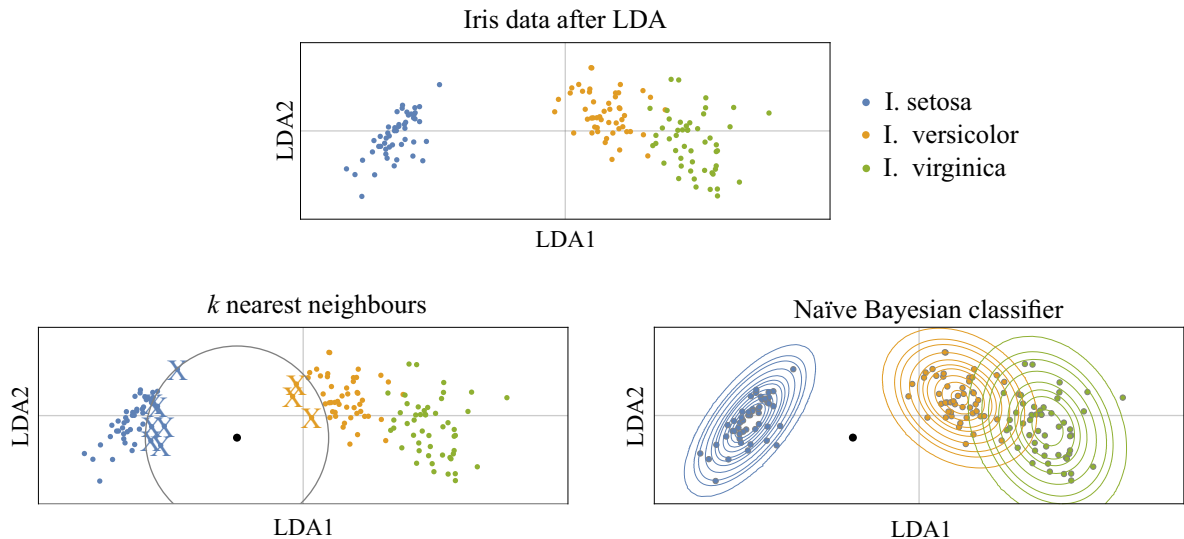 Iris data after LDA
LDA2
LDA1
I. setosa
I. versicolor
I. virginica
k nearest neighbours
LDA2
X
X
X
X
X
X
X
X
X
X
LDA1
Naïve Bayesian classifier
LDA2
LDA1